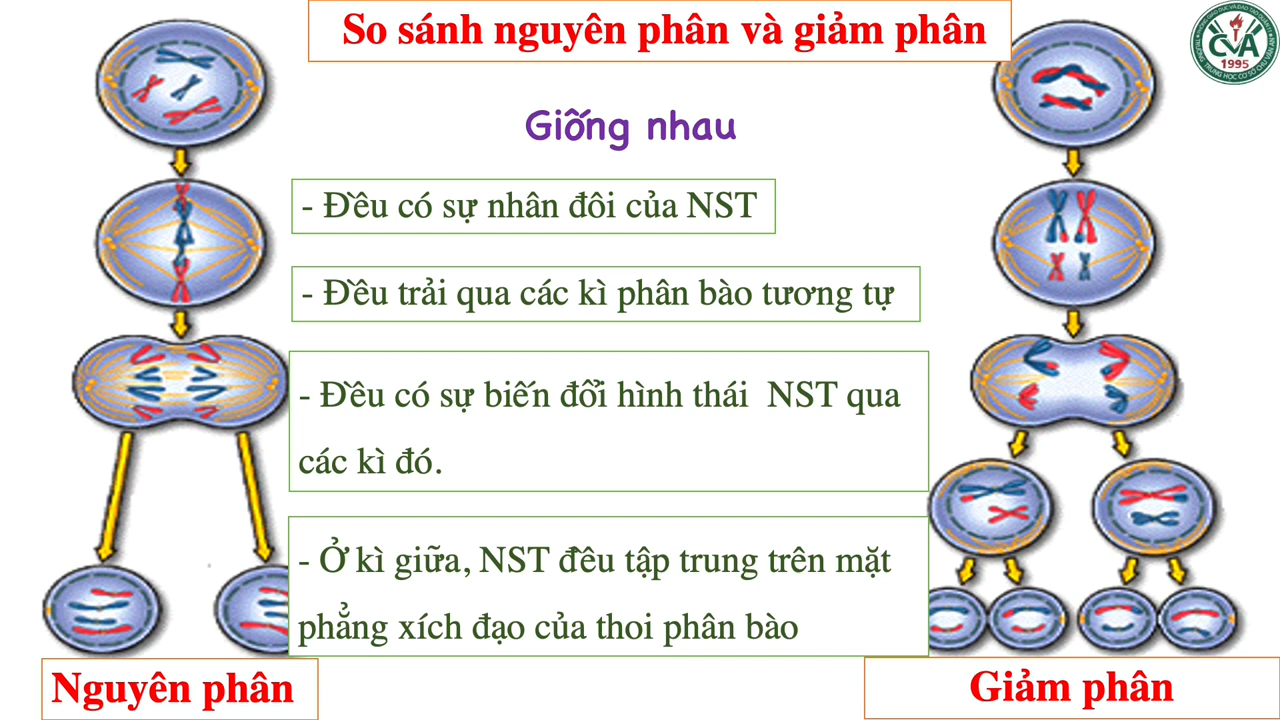 So sánh nguyên phân và giảm phân
CVA
1995
Giống nhau
- Đều có sự nhân đôi của NST
- Đều trải qua các kì phân bào tương tự
- Đều có sự biến đổi hình thái NST qua
các kì đó.
- Ở kì giữa, NST đều tập trung trên mặt
phẳng xích đạo của thoi phân bào
Nguyên phân
Giảm phân